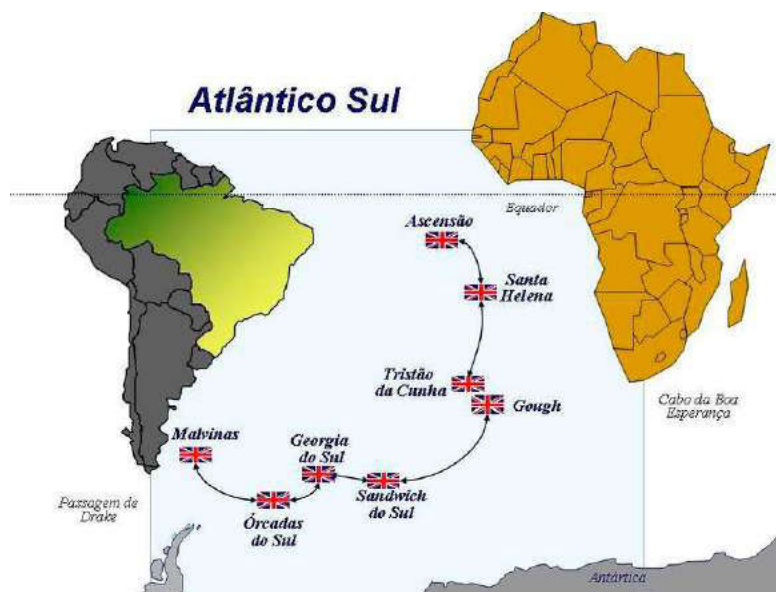 Atlântico Sul
Equador
Ascensão
Santa
Helena
Tristão
da Cunha
Gough
Cabo da Boa
Esperança
Malvinas
Georgia
do Sul
Sandwich
do Sul
Órcadas
do Sul
Passagem de
Drake
Antártica